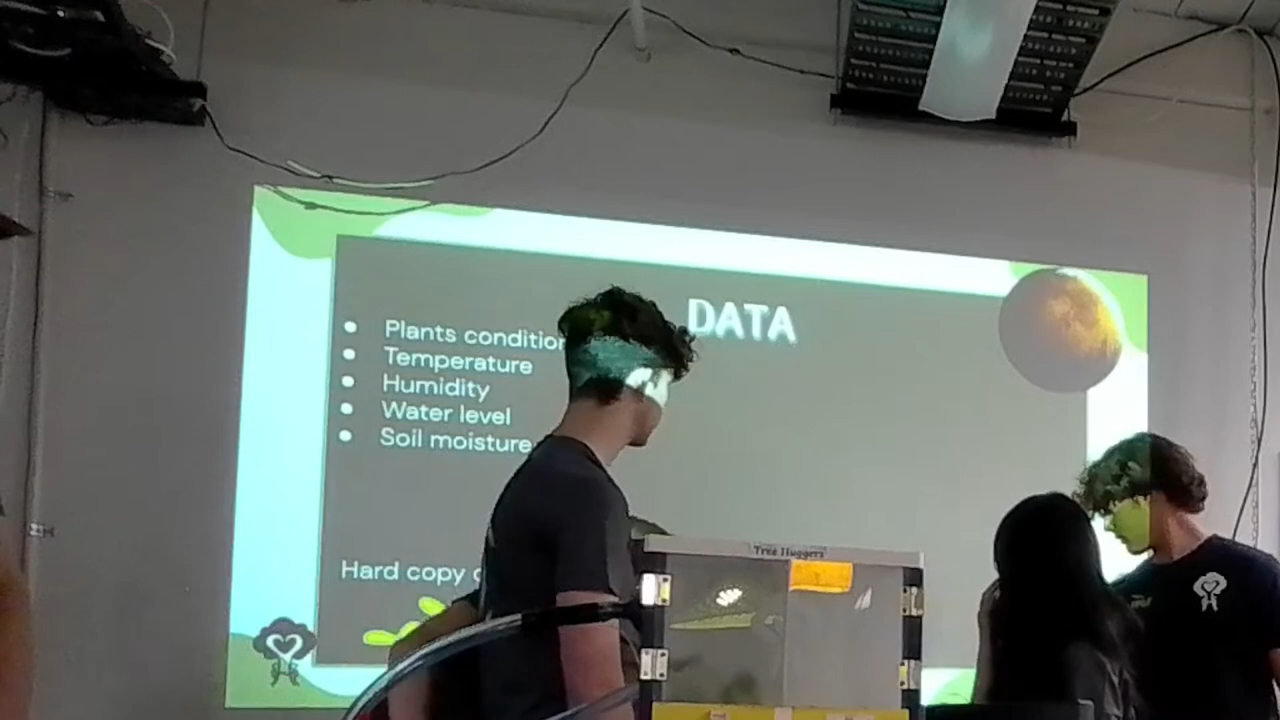 DATA
Plants condition
Temperature
Humidity
Water level
Soil moisture
Hard copy
Tree Huggers